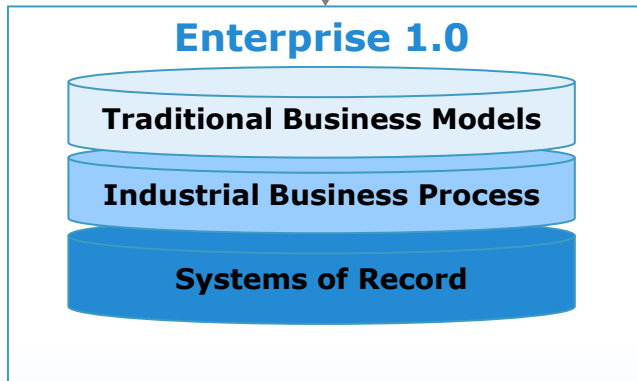 Enterprise 1.0
Traditional Business Models
Industrial Business Process
Systems of Record